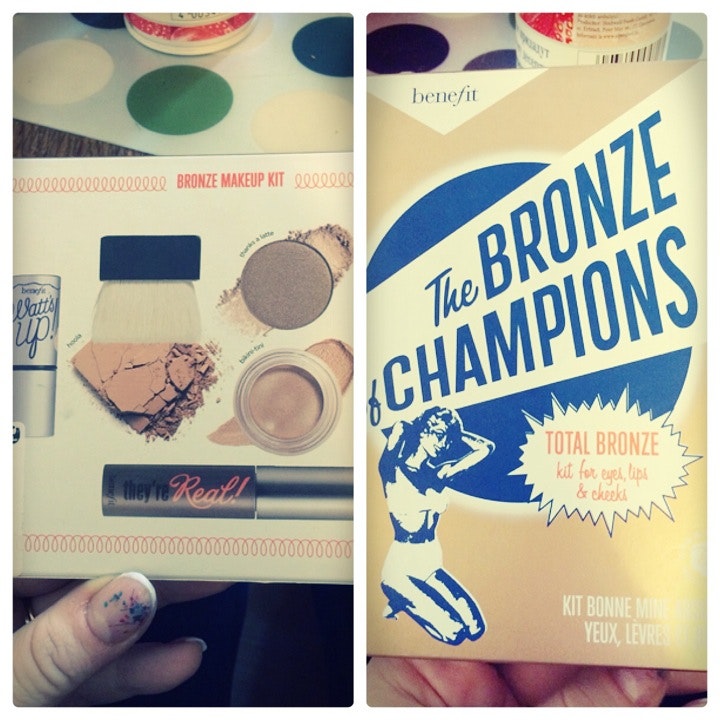 BRONZE MAKEUP KIT
thanks a latte
benefit
Watt's
up!
hoola
bikini-tini
benefit
they're Real!
benefit
The BRONZE
of CHAMPIONS
TOTAL BRONZE
kit for eyes, lips
& cheeks
KIT BONNE MINE
YEUX, LÈVRES